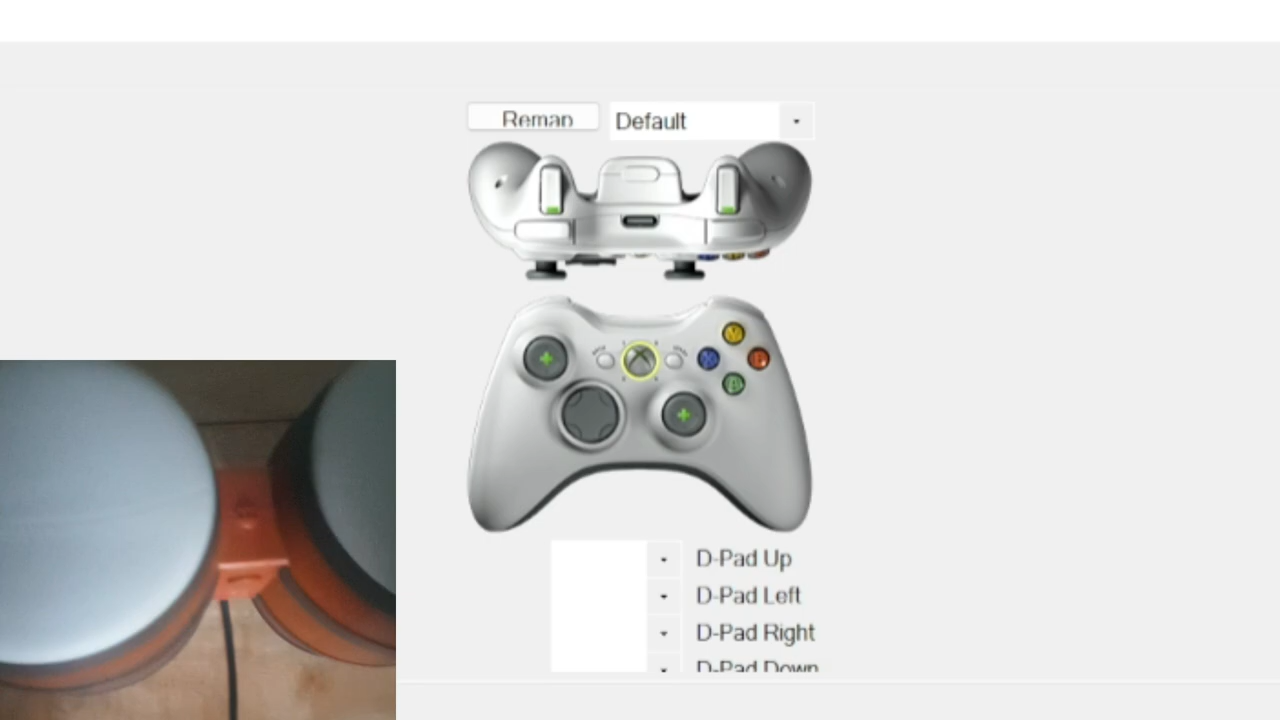 Remap
Default
D-Pad Up
D-Pad Left
D-Pad Right
D-Pad Down